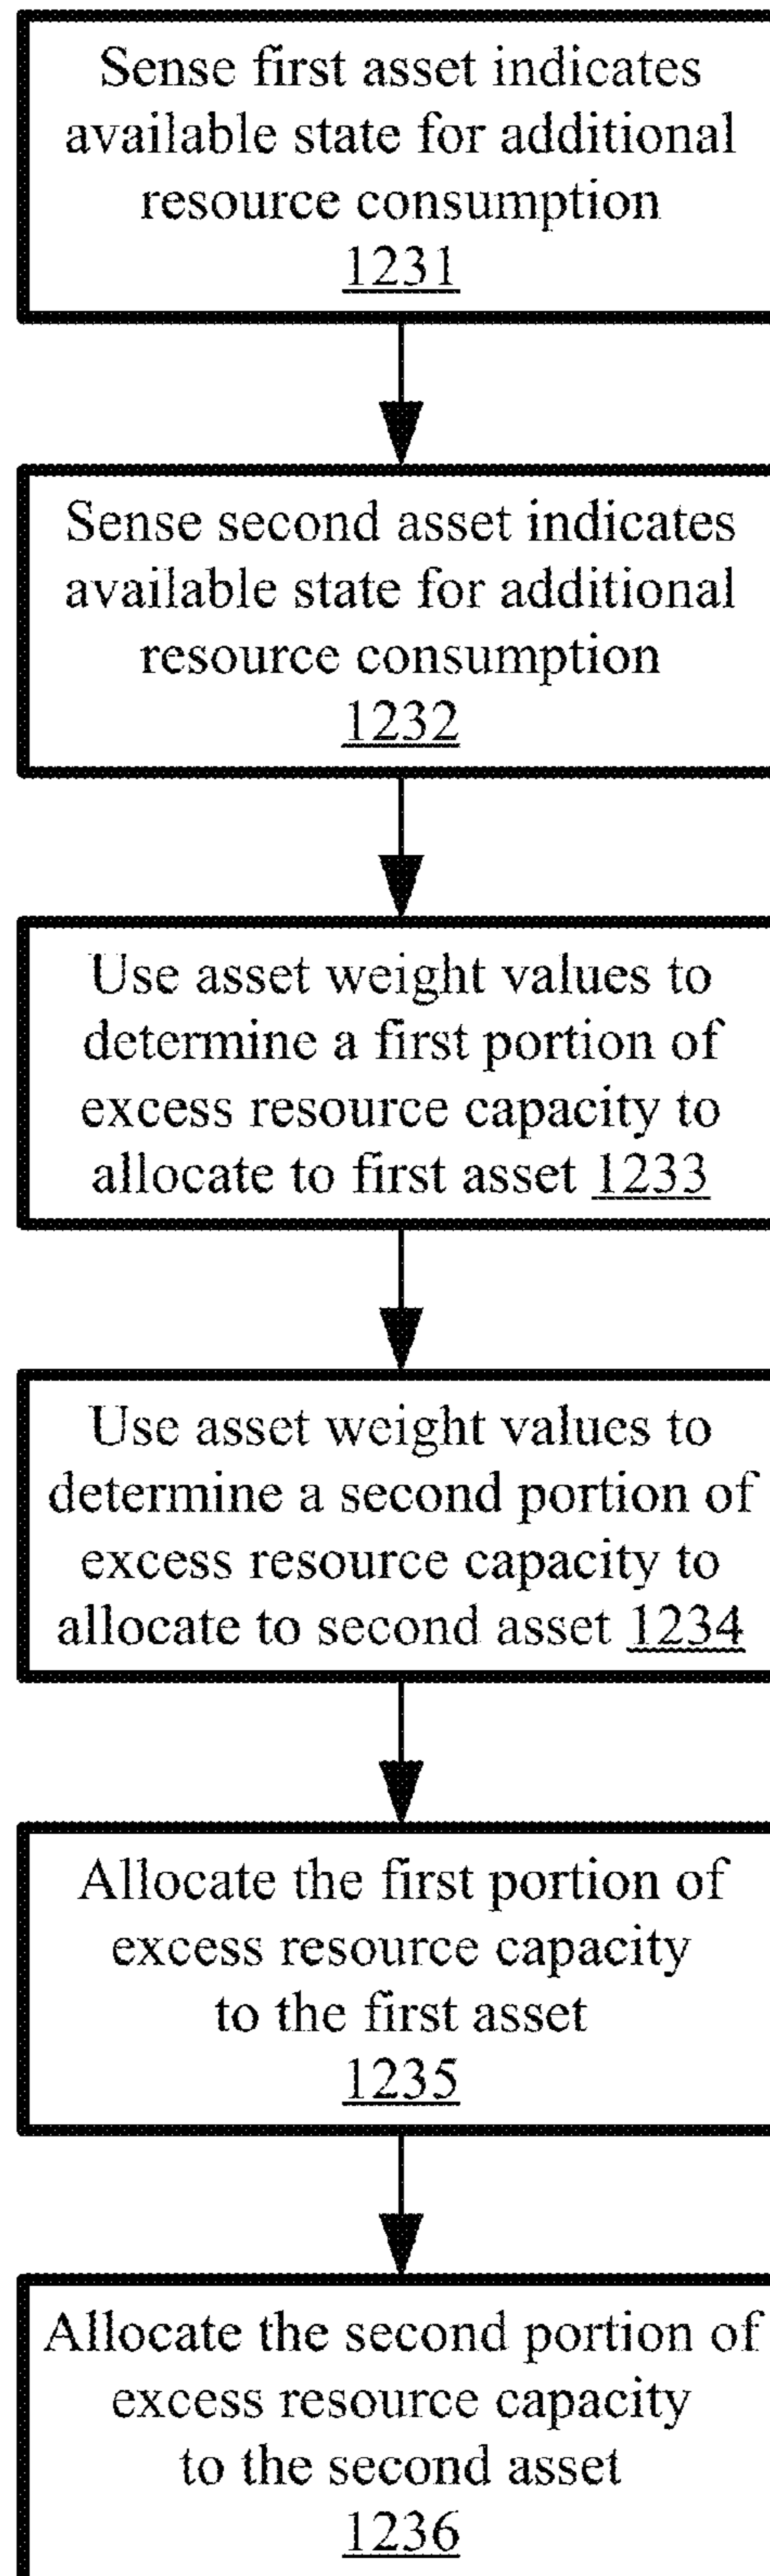 Sense first asset indicates
available state for additional
resource consumption
1231
Sense second asset indicates
available state for additional
resource consumption
1232
Use asset weight values to
determine a first portion of
excess resource capacity to
allocate to first asset 1233
Use asset weight values to
determine a second portion of
excess resource capacity to
allocate to second asset 1234
Allocate the first portion of
excess resource capacity
to the first asset
1235
Allocate the second portion of
excess resource capacity
to the second asset
1236